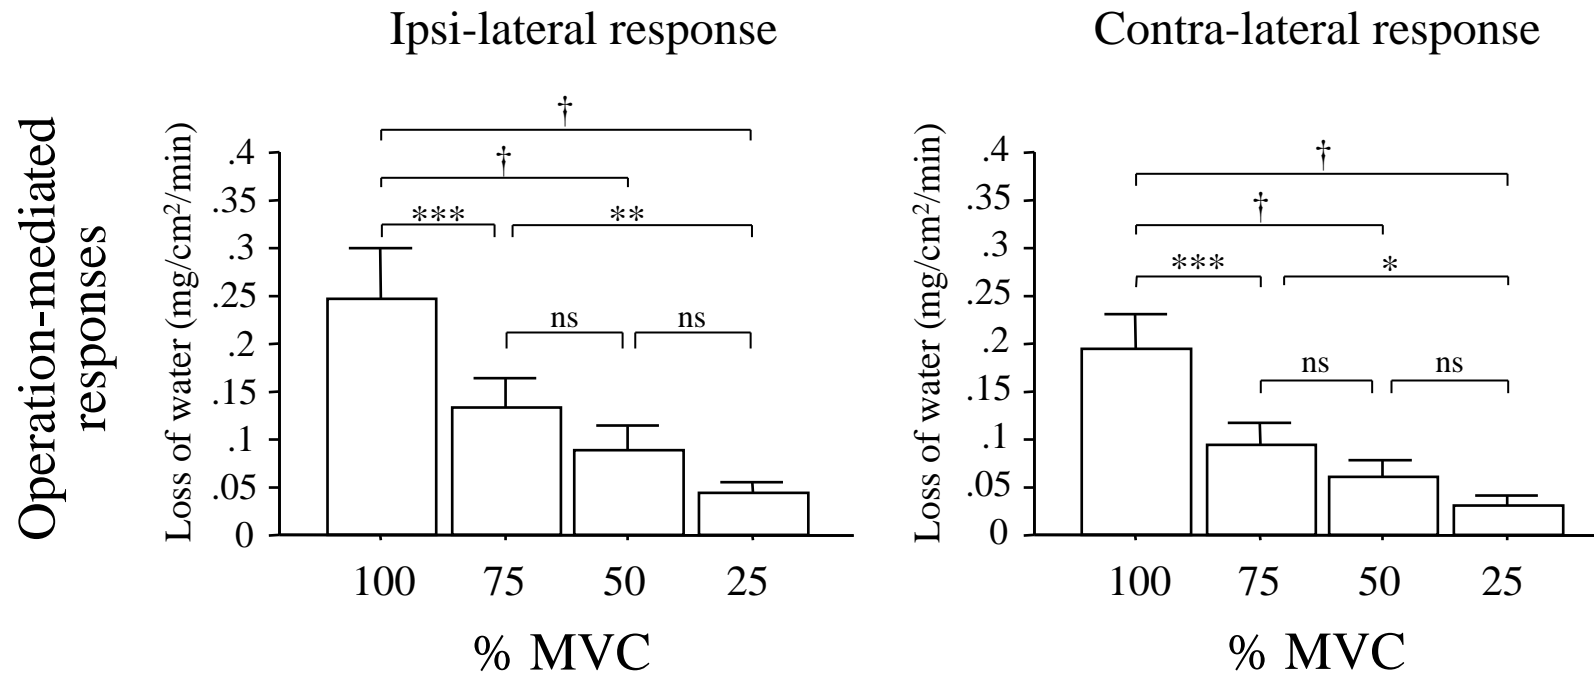 Ipsi-lateral response
Contra-lateral response
Operation-mediated
responses
Loss of water (mg/cm²/min)
.4
.35
.3
.25
.2
.15
.1
.05
0
†
†
*** **
ns ns
100 75 50 25
% MVC
Loss of water (mg/cm²/min)
.4
.35
.3
.25
.2
.15
.1
.05
0
†
†
*** *
ns ns
100 75 50 25
% MVC